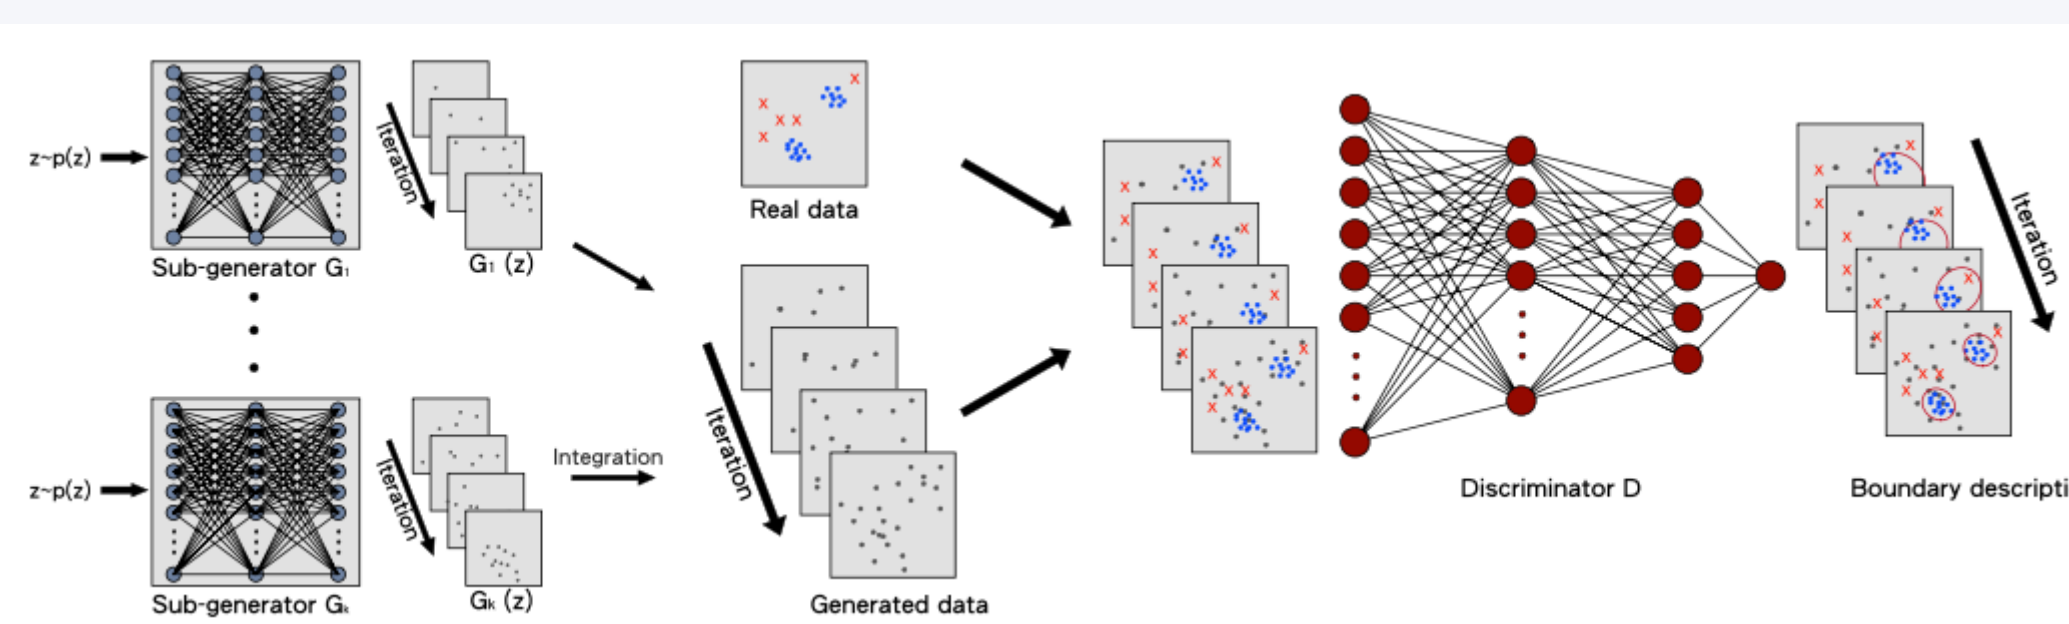 z~p(z)
Sub-generator G₁
Iteration
G₁ (z)
z~p(z)
Sub-generator Gₖ
Iteration
Gₖ (z)
Integration
Real data
Iteration
Generated data
Discriminator D
Iteration
Boundary descripti